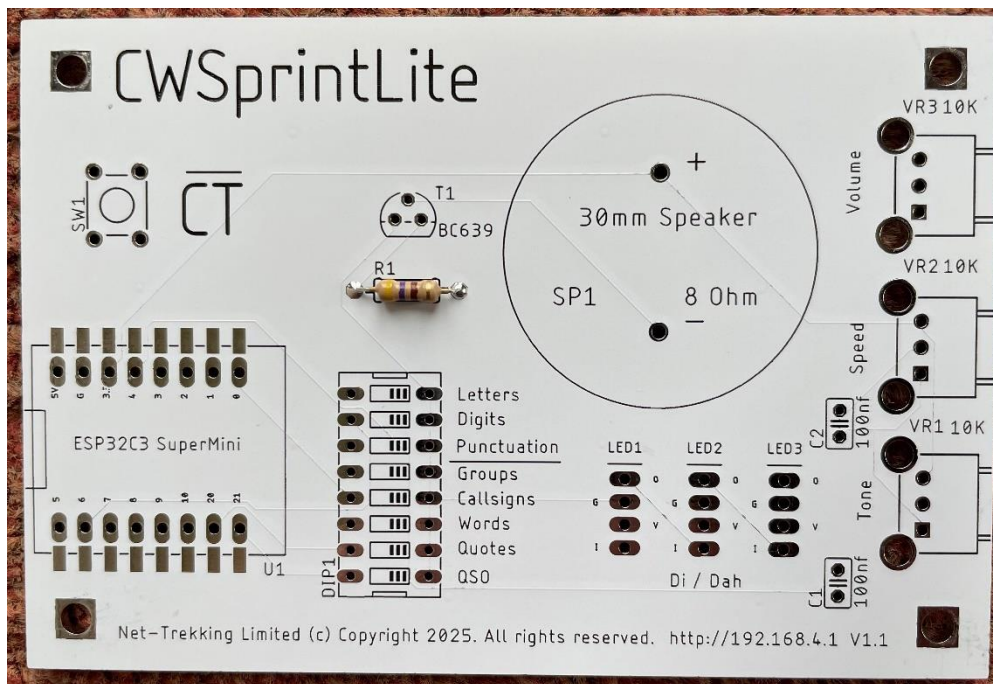 CWSprintLite
VR3 10K
Volume
SW1
CT
T1
BC639
+
30mm Speaker
SP1
8 Ohm
–
R1
VR2 10K
Speed
5V G 3.3 4 3 2 1 0
ESP32C3 SuperMini
5 6 7 8 9 10 20 21
U1
DIP1
Letters
Digits
Punctuation
Groups
Callsigns
Words
Quotes
QSO
LED1
O
G
V
I
LED2
O
G
V
I
LED3
O
G
V
I
Di / Dah
C2
100nf
VR1 10K
Tone
C1
100nf
Net-Trekking Limited (c) Copyright 2025. All rights reserved. http://192.168.4.1 V1.1